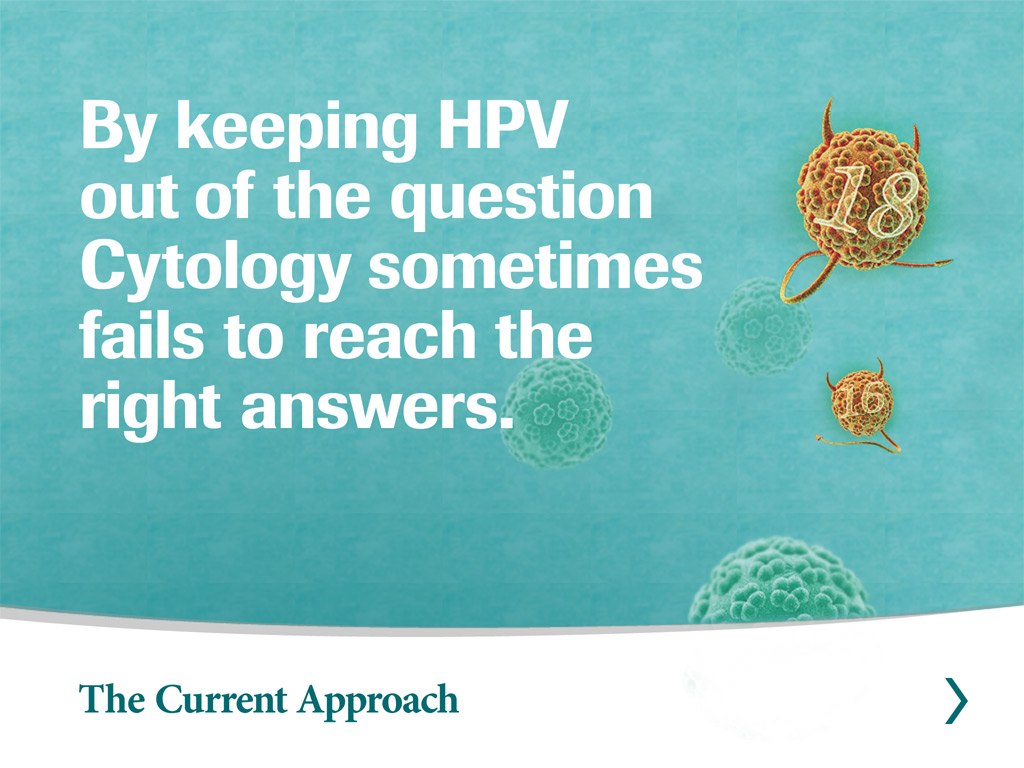 By keeping HPV
out of the question
Cytology sometimes
fails to reach the
right answers.
18
16
The Current Approach